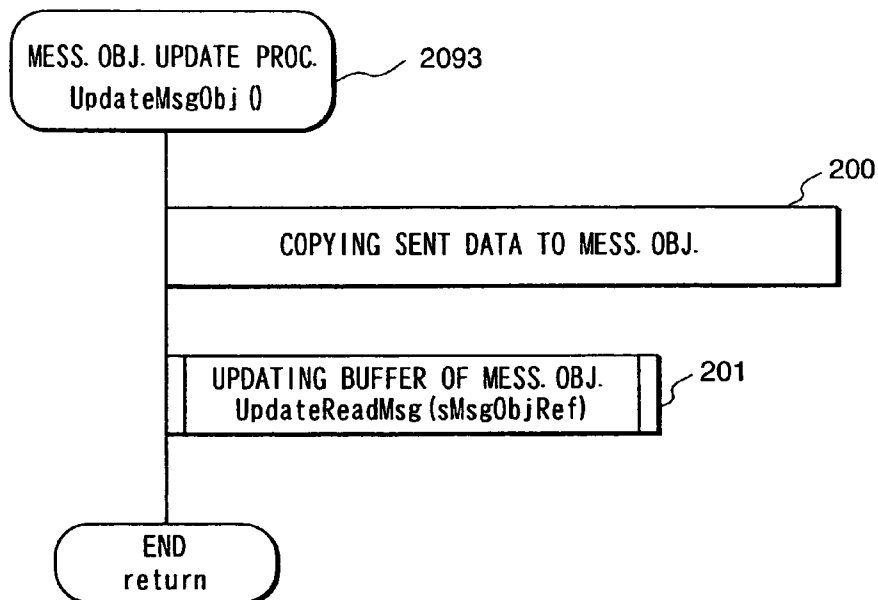 MESS. OBJ. UPDATE PROC.
UpdateMsgObj ()
2093
200
COPYING SENT DATA TO MESS. OBJ.
UPDATING BUFFER OF MESS. OBJ.
UpdateReadMsg (sMsgObjRef)
201
END
return